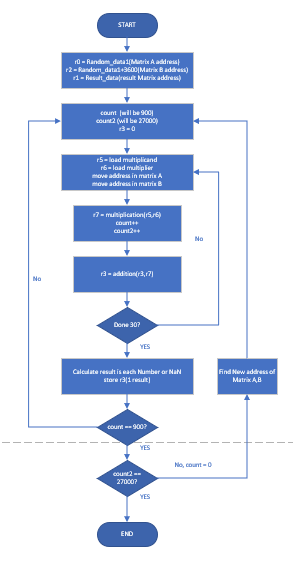 START
r0 = Random_data1(Matrix A address)
r2 = Random_data1+3600(Matrix B address)
r1 = Result_data(result Matrix address)
count  (will be 900)
count2 (will be 27000)
r3 = 0
r5 = load multiplicand
r6 = load multiplier
move address in matrix A
move address in matrix B
r7 = multiplication(r5,r6)
count++
count2++
No
r3 = addition(r3,r7)
No
Done 30?
YES
Calculate result is each Number or NaN
store r3(1 result)
Find New address of
Matrix A,B
count == 900?
YES
count2 ==
27000?
No, count = 0
YES
END